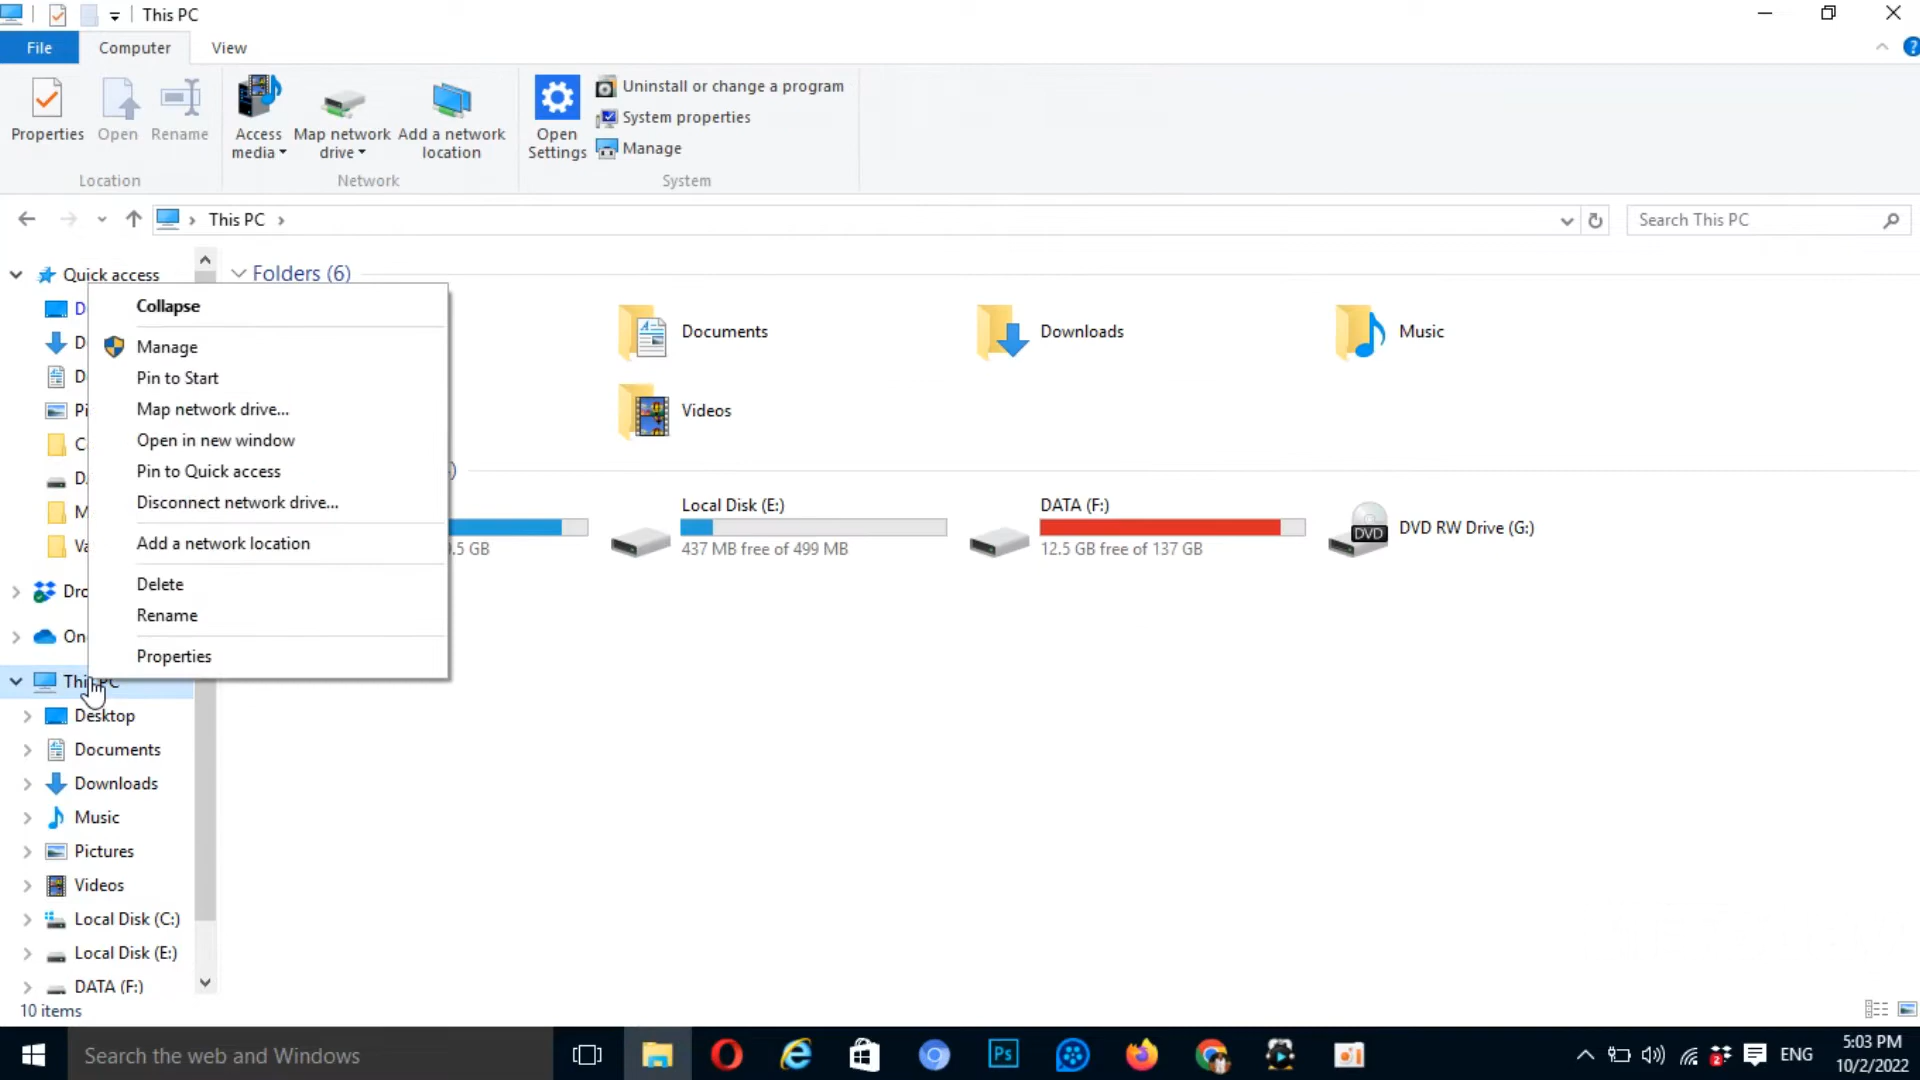 This PC
File
Computer
View
Properties
Open
Rename
Access
media
Map network
drive
Add a network
location
Open
Settings
Uninstall or change a program
System properties
Manage
Location
Network
System
This PC
Search This PC
Quick access
Folders (6)
Collapse
Manage
Pin to Start
Map network drive...
Open in new window
Pin to Quick access
Disconnect network drive...
Add a network location
Delete
Rename
Properties
Documents
Downloads
Music
Videos
Local Disk (E:)
437 MB free of 499 MB
DATA (F:)
12.5 GB free of 137 GB
DVD
DVD RW Drive (G:)
This PC
Desktop
Documents
Downloads
Music
Pictures
Videos
Local Disk (C:)
Local Disk (E:)
DATA (F:)
10 items
Search the web and Windows
Ps
2
ENG
5:03 PM
10/2/2022